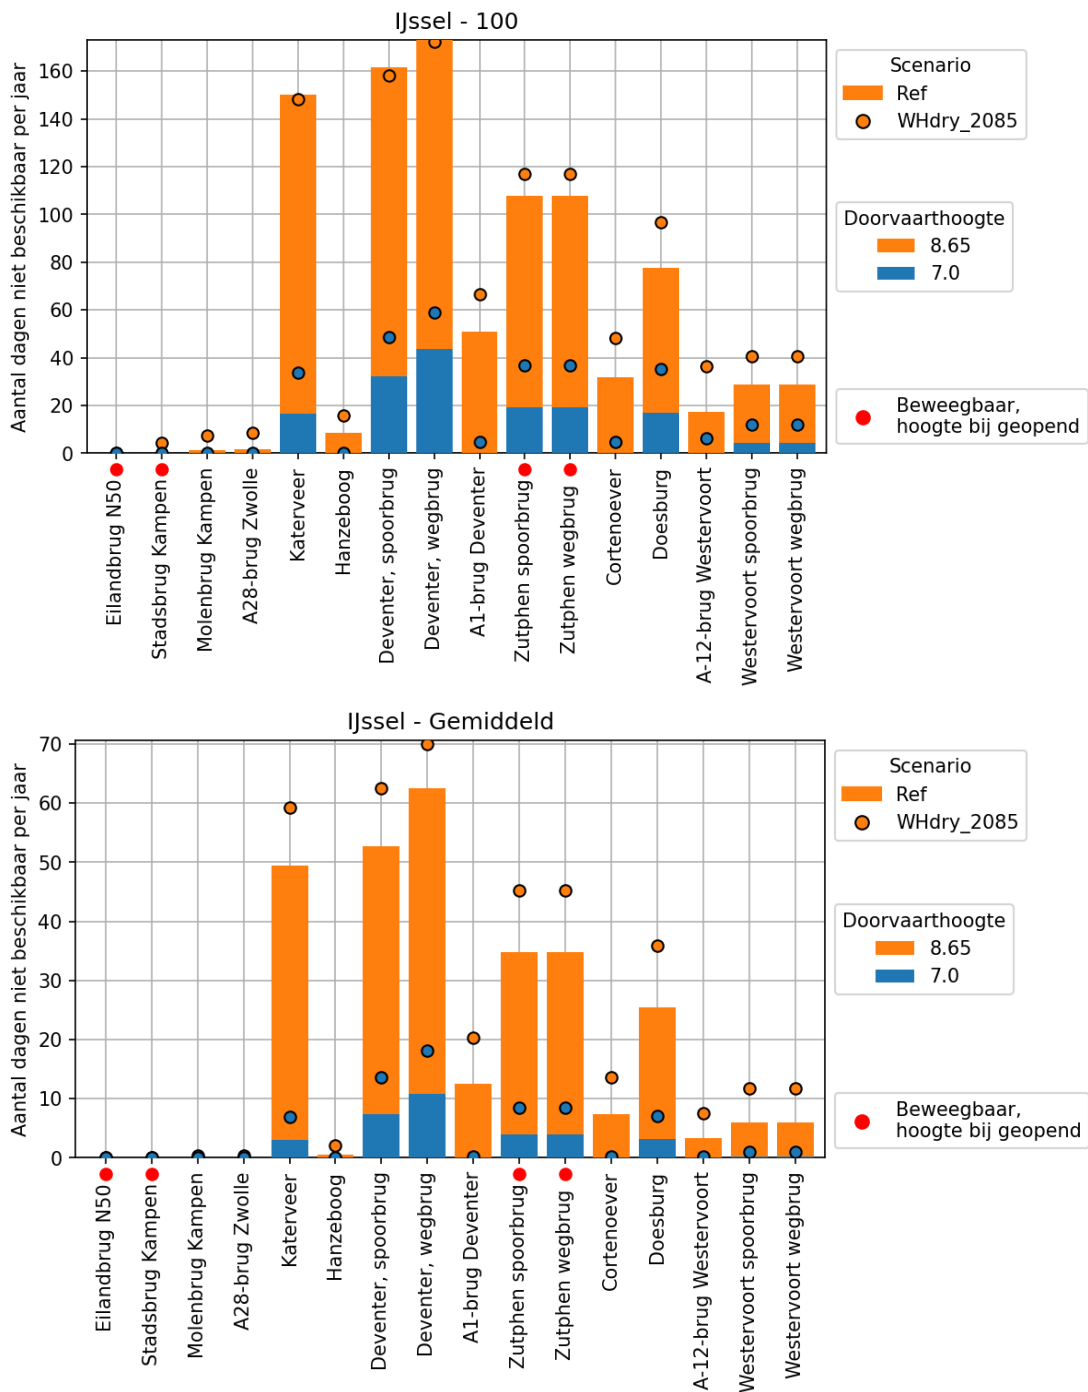 IJssel - 100
Aantal dagen niet beschikbaar per jaar
160
140
120
100
80
60
40
20
0
Eilandbrug N50
Stadsbrug Kampen
Molenbrug Kampen
A28-brug Zwolle
Katerveer
Hanzeboog
Deventer, spoorbrug
Deventer, wegbrug
A1-brug Deventer
Zutphen spoorbrug
Zutphen wegbrug
Cortenoever
Doesburg
A-12-brug Westervoort
Westervoort spoorbrug
Westervoort wegbrug
Scenario
Ref
WHdry_2085
Doorvaarthoogte
8.65
7.0
Beweegbaar,
hoogte bij geopend
IJssel - Gemiddeld
Aantal dagen niet beschikbaar per jaar
70
60
50
40
30
20
10
0
Eilandbrug N50
Stadsbrug Kampen
Molenbrug Kampen
A28-brug Zwolle
Katerveer
Hanzeboog
Deventer, spoorbrug
Deventer, wegbrug
A1-brug Deventer
Zutphen spoorbrug
Zutphen wegbrug
Cortenoever
Doesburg
A-12-brug Westervoort
Westervoort spoorbrug
Westervoort wegbrug
Scenario
Ref
WHdry_2085
Doorvaarthoogte
8.65
7.0
Beweegbaar,
hoogte bij geopend